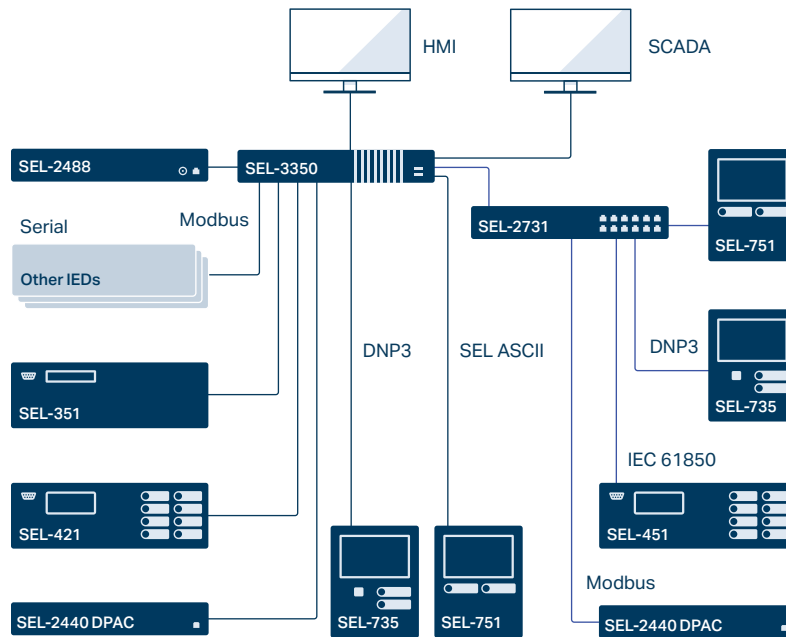 HMI
SCADA
SEL-2488
SEL-3350
Serial
Modbus
SEL-2731
SEL-751
Other IEDs
DNP3
SEL ASCII
DNP3
SEL-351
SEL-735
IEC 61850
SEL-421
SEL-451
Modbus
SEL-2440 DPAC
SEL-735
SEL-751
SEL-2440 DPAC